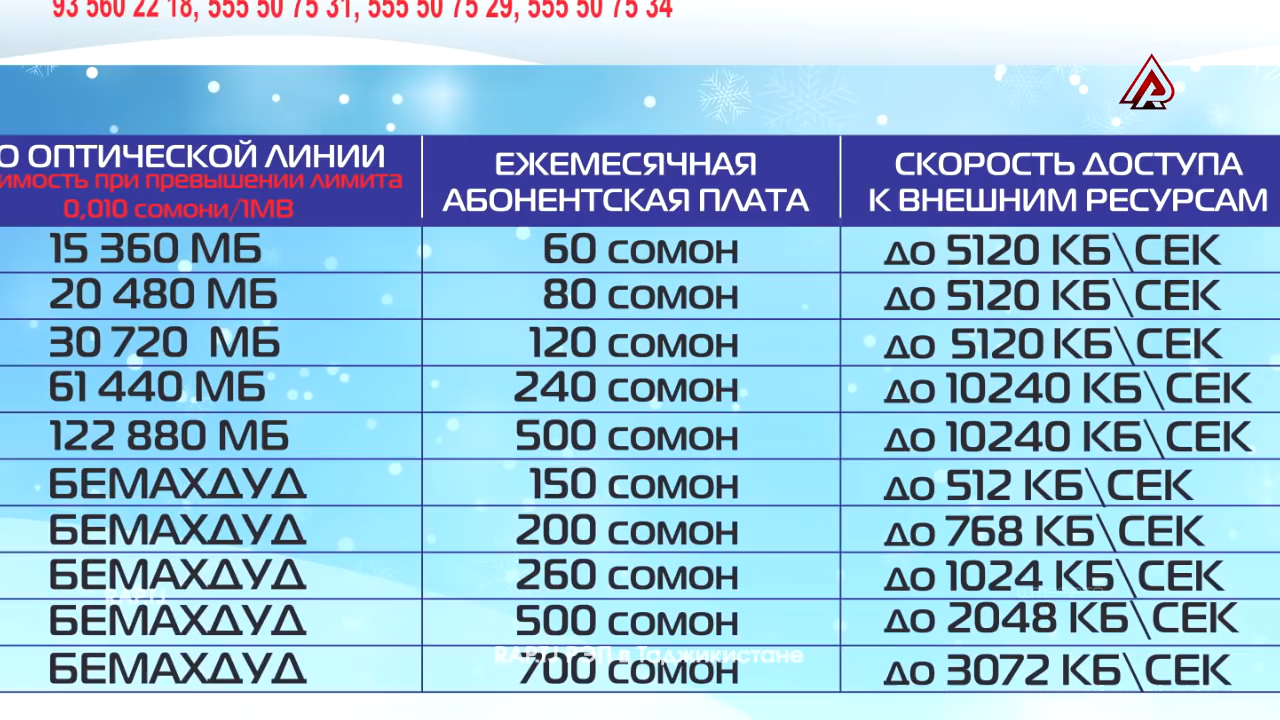 93 560 22 18, 555 50 75 31, 555 50 75 29, 555 50 75 34
О ОПТИЧЕСКОЙ ЛИНИИ
имость при превышении лимита
0,010 сомони/1МВ
ЕЖЕМЕСЯЧНАЯ
АБОНЕНТСКАЯ ПЛАТА
СКОРОСТЬ ДОСТУПА
К ВНЕШНИМ РЕСУРСАМ
15 360 МБ 60 СОМОН до 5120 КБ\СЕК
20 480 МБ 80 СОМОН до 5120 КБ\СЕК
30 720 МБ 120 СОМОН до 5120 КБ\СЕК
61 440 МБ 240 СОМОН до 10240 КБ\СЕК
122 880 МБ 500 СОМОН до 10240 КБ\СЕК
БЕМАХДУД 150 СОМОН до 512 КБ\СЕК
БЕМАХДУД 200 СОМОН до 768 КБ\СЕК
БЕМАХДУД 260 СОМОН до 1024 КБ\СЕК
RAPTJ
БЕМАХДУД 500 СОМОН до 2048 КБ\СЕК
RAPTJ РЭП в Таджикистане
БЕМАХДУД 700 СОМОН до 3072 КБ\СЕК